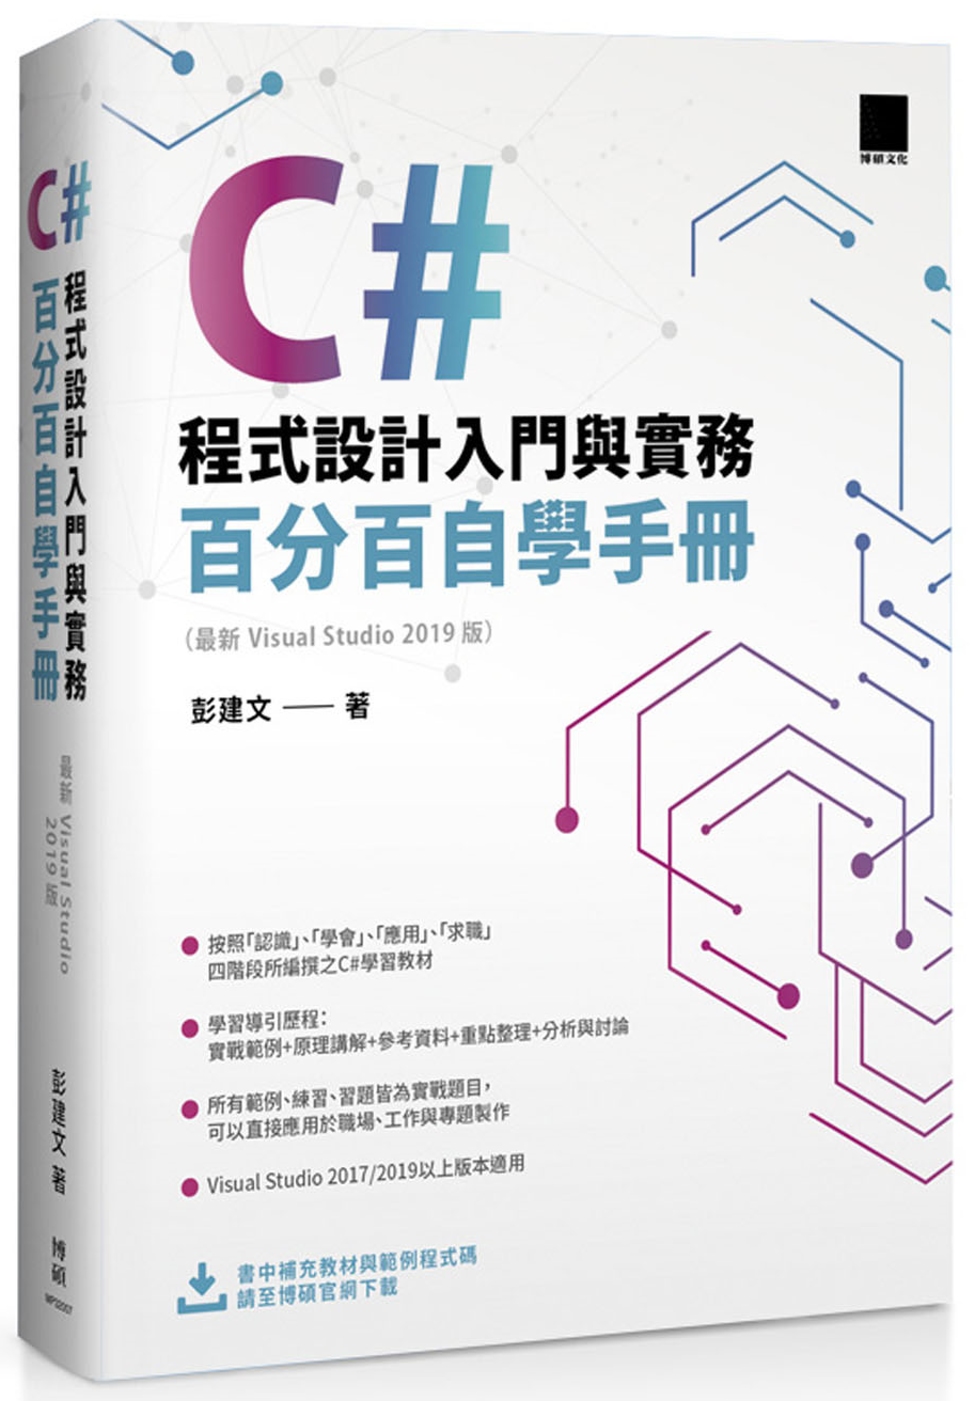 C#
程式設計入門與實務
百分百自學手冊
最新 Visual Studio
2019 版
彭建文 著
博碩
MP12007
博碩文化
C#
程式設計入門與實務
百分百自學手冊
(最新 Visual Studio 2019 版)
彭建文 —— 著
按照「認識」、「學會」、「應用」、「求職」
四階段所編撰之C#學習教材
學習導引歷程：
實戰範例+原理講解+參考資料+重點整理+分析與討論
所有範例、練習、習題皆為實戰題目，
可以直接應用於職場、工作與專題製作
Visual Studio 2017/2019以上版本適用
書中補充教材與範例程式碼
請至博碩官網下載